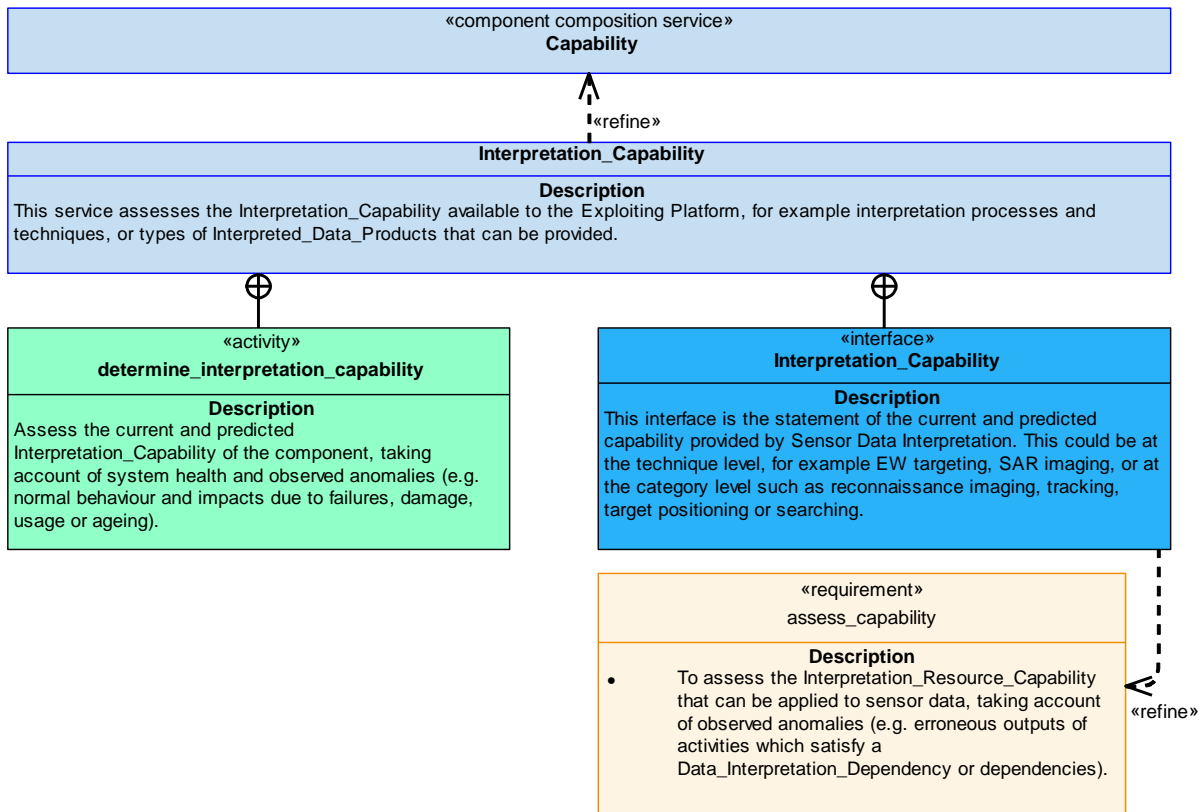 «component composition service»
Capability
«refine»
Interpretation_Capability
Description
This service assesses the Interpretation_Capability available to the Exploiting Platform, for example interpretation processes and
techniques, or types of Interpreted_Data_Products that can be provided.
«activity»
determine_interpretation_capability
Description
Assess the current and predicted
Interpretation_Capability of the component, taking
account of system health and observed anomalies (e.g.
normal behaviour and impacts due to failures, damage,
usage or ageing).
«interface»
Interpretation_Capability
Description
This interface is the statement of the current and predicted
capability provided by Sensor Data Interpretation. This could be at
the technique level, for example EW targeting, SAR imaging, or at
the category level such as reconnaissance imaging, tracking,
target positioning or searching.
«requirement»
assess_capability
Description
• To assess the Interpretation_Resource_Capability
that can be applied to sensor data, taking account
of observed anomalies (e.g. erroneous outputs of
activities which satisfy a
Data_Interpretation_Dependency or dependencies).
«refine»